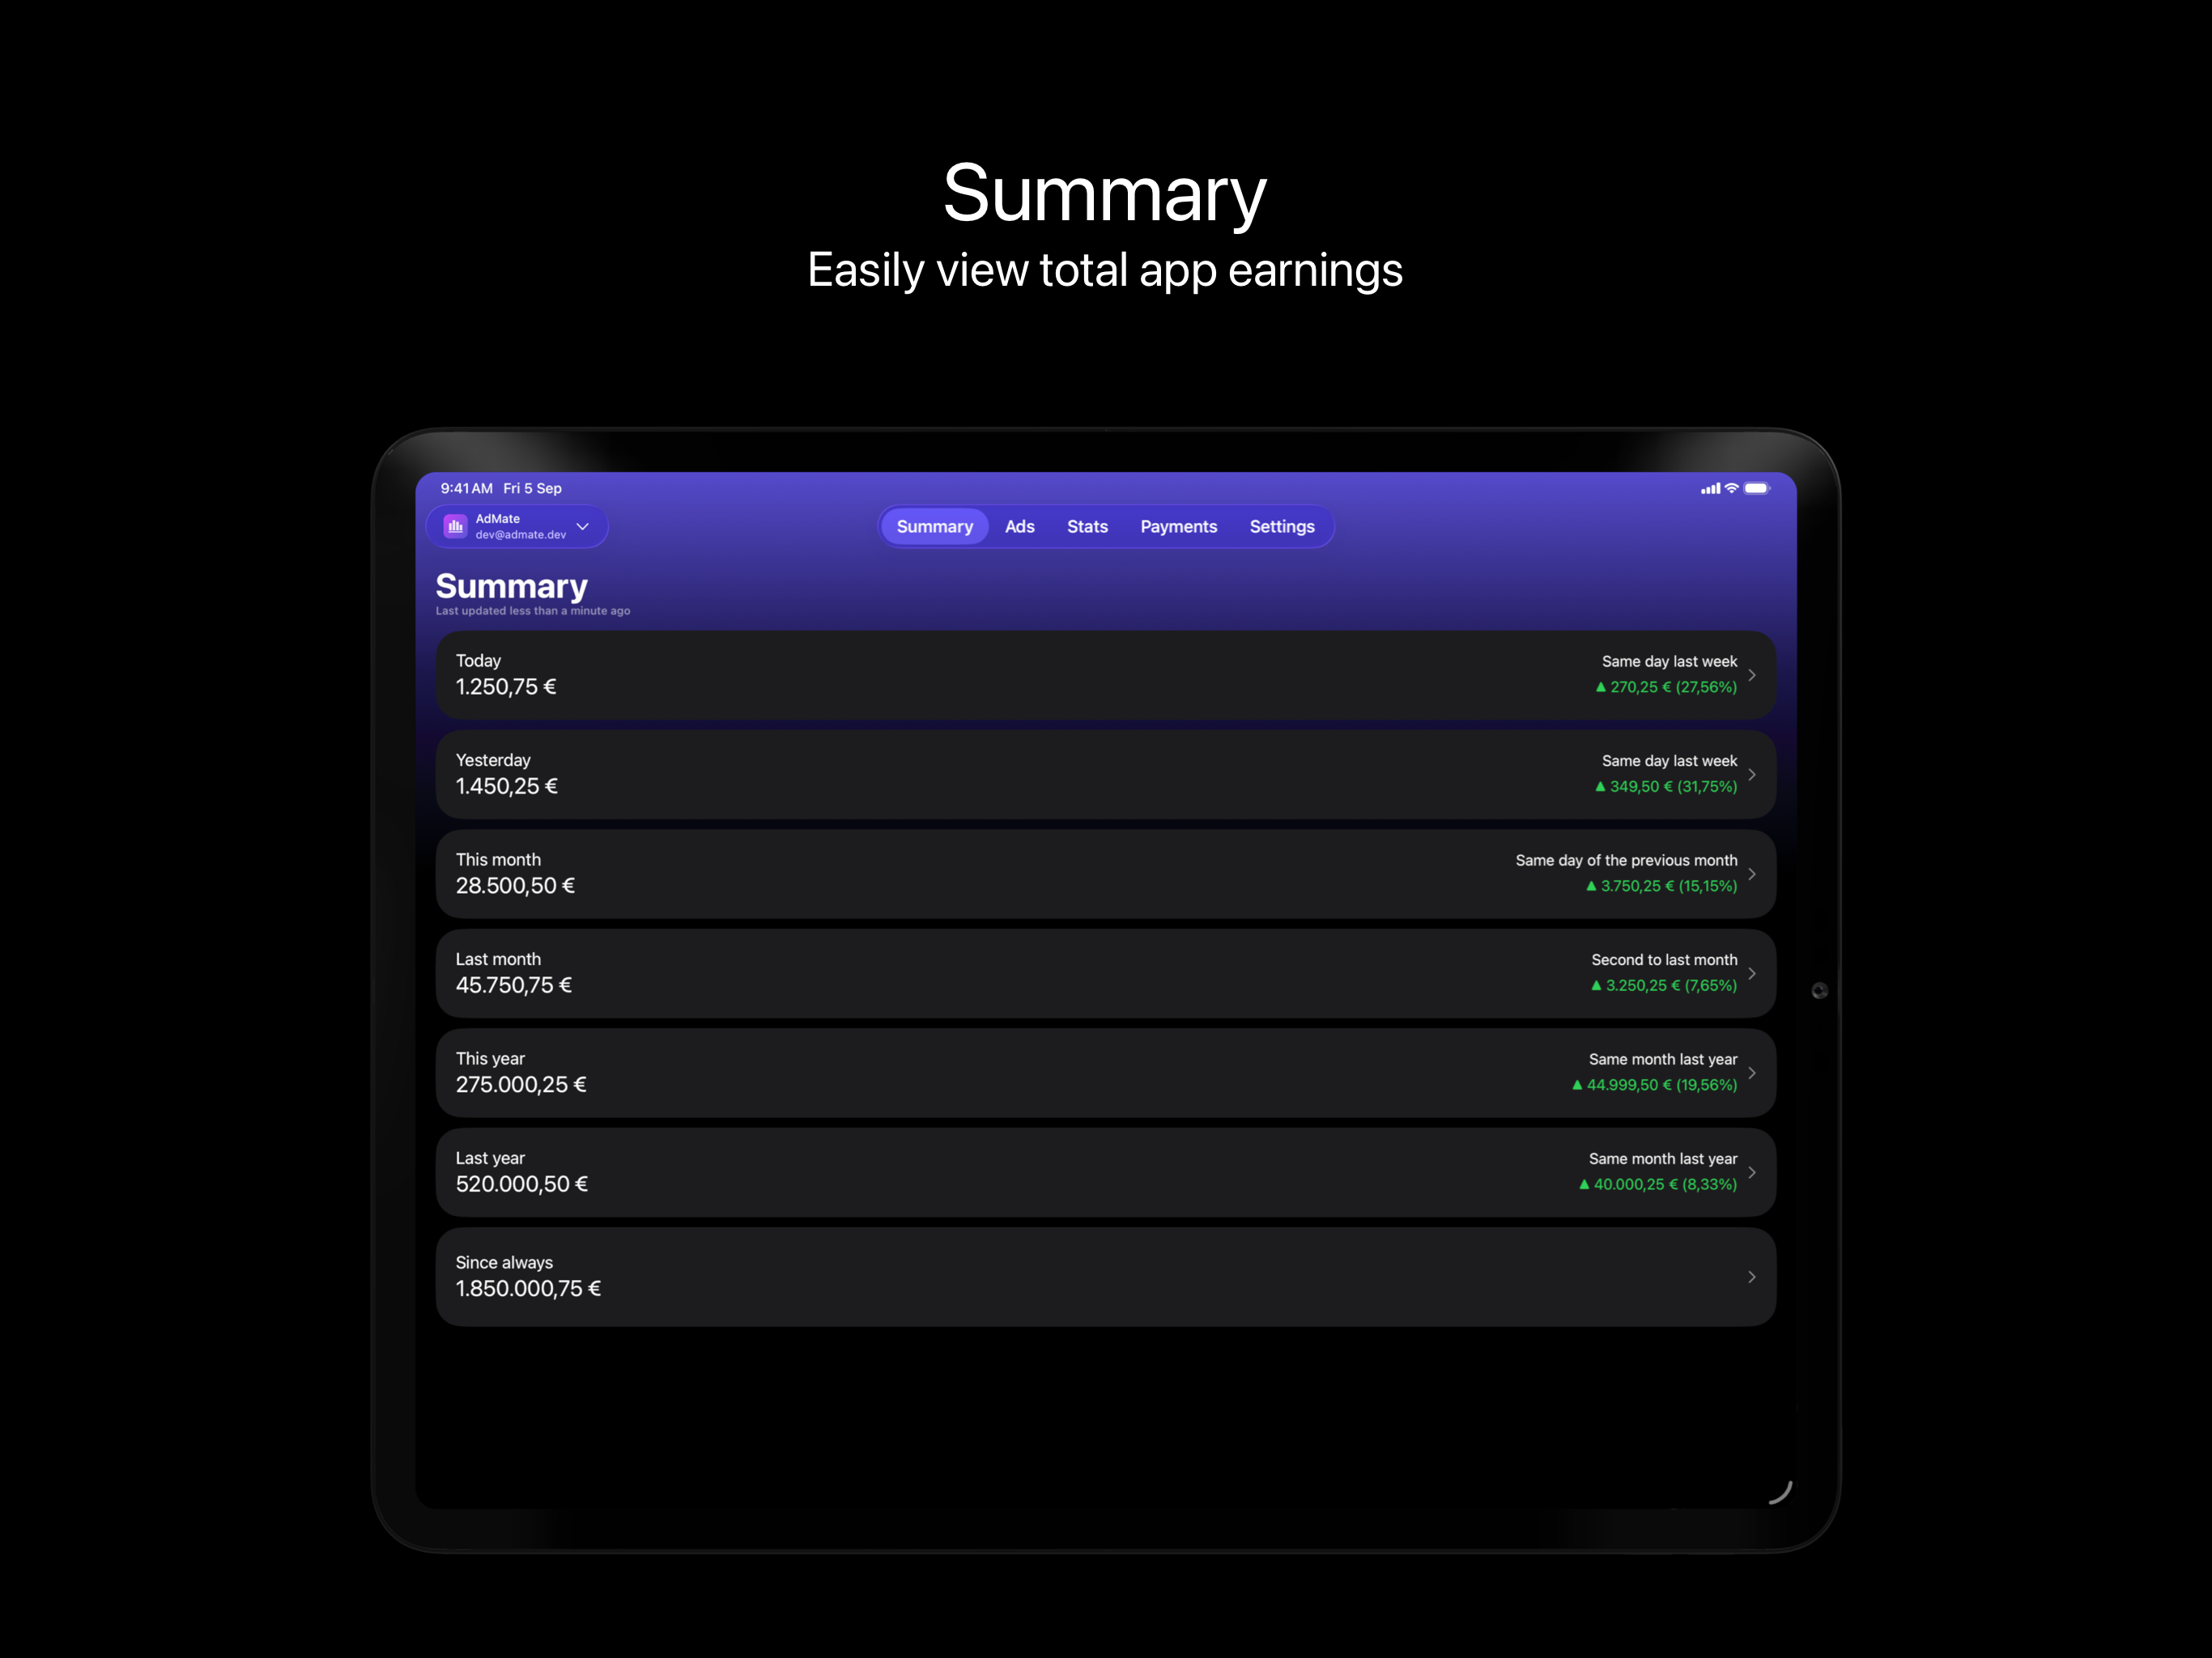 Summary
Easily view total app earnings
9:41 AM Fri 5 Sep
AdMate
dev@admate.dev
Summary Ads Stats Payments Settings
Summary
Last updated less than a minute ago
Today
1.250,75 €
Same day last week
▲ 270,25 € (27,56%)
Yesterday
1.450,25 €
Same day last week
▲ 349,50 € (31,75%)
This month
28.500,50 €
Same day of the previous month
▲ 3.750,25 € (15,15%)
Last month
45.750,75 €
Second to last month
▲ 3.250,25 € (7,65%)
This year
275.000,25 €
Same month last year
▲ 44.999,50 € (19,56%)
Last year
520.000,50 €
Same month last year
▲ 40.000,25 € (8,33%)
Since always
1.850.000,75 €